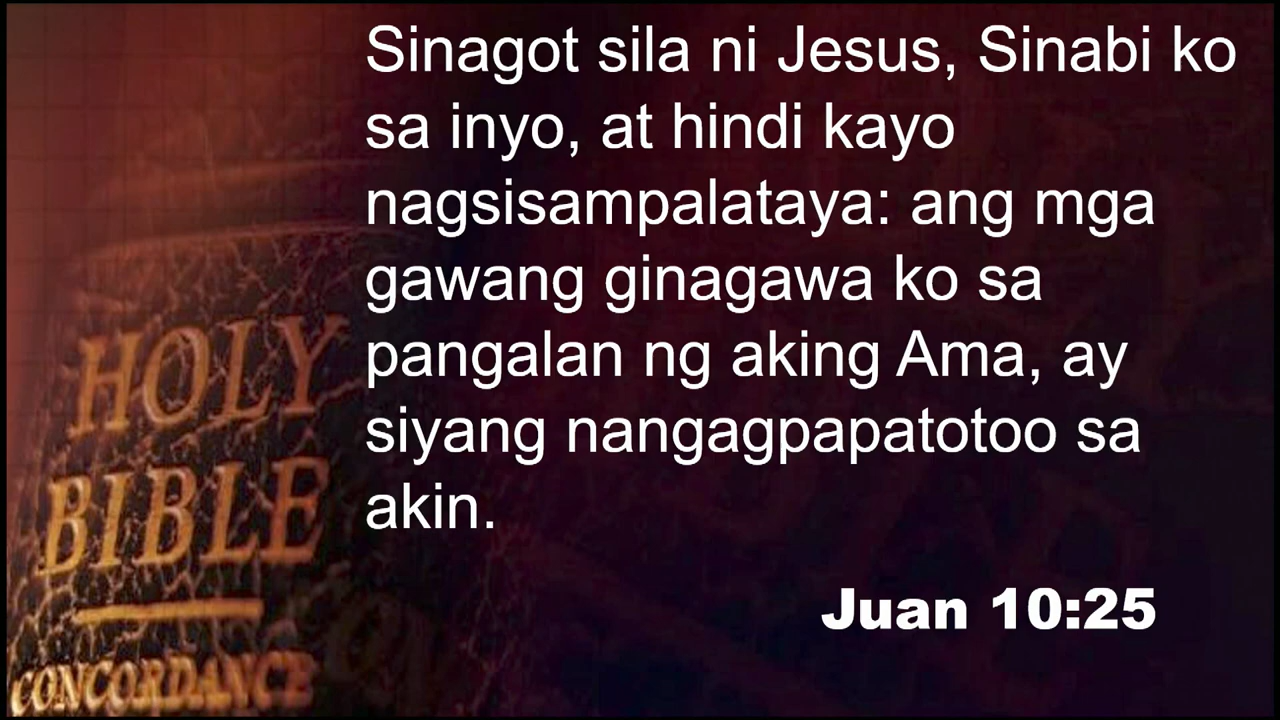 Sinagot sila ni Jesus, Sinabi ko
sa inyo, at hindi kayo
nagsisampalataya: ang mga
gawang ginagawa ko sa
pangalan ng aking Ama, ay
siyang nangagpapatotoo sa
akin.
Juan 10:25
HOLY
BIBLE
CONCORDANCE